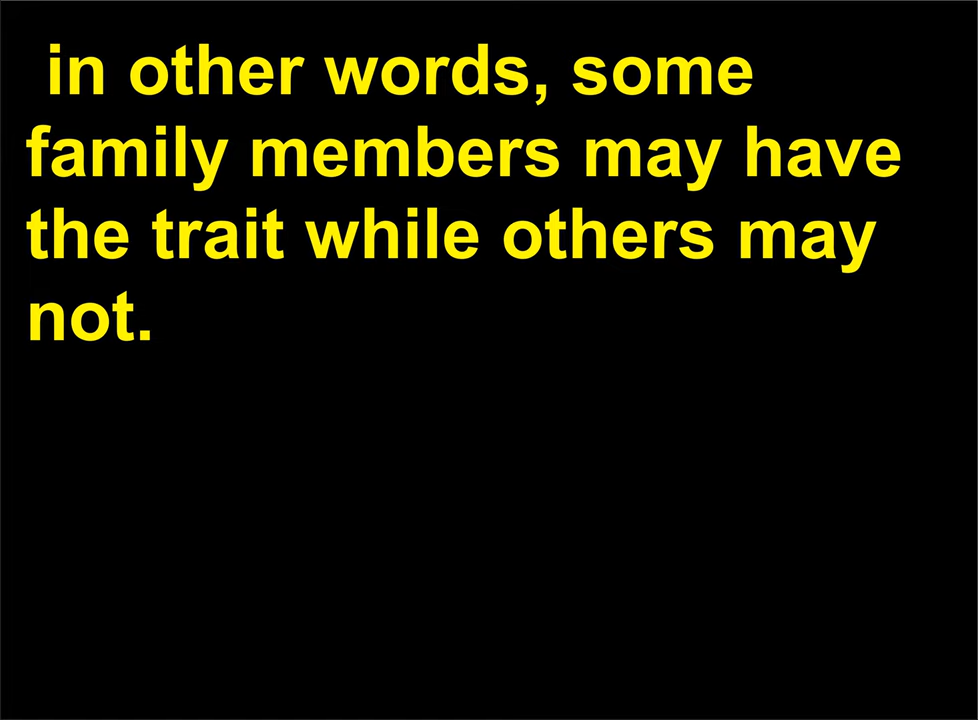 in other words, some
family members may have
the trait while others may
not.